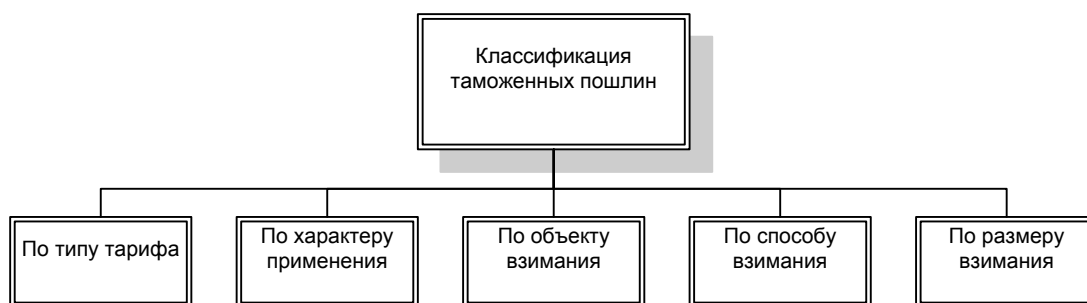 Классификация
таможенных пошлин
По типу тарифа
По характеру
применения
По объекту
взимания
По способу
взимания
По размеру
взимания